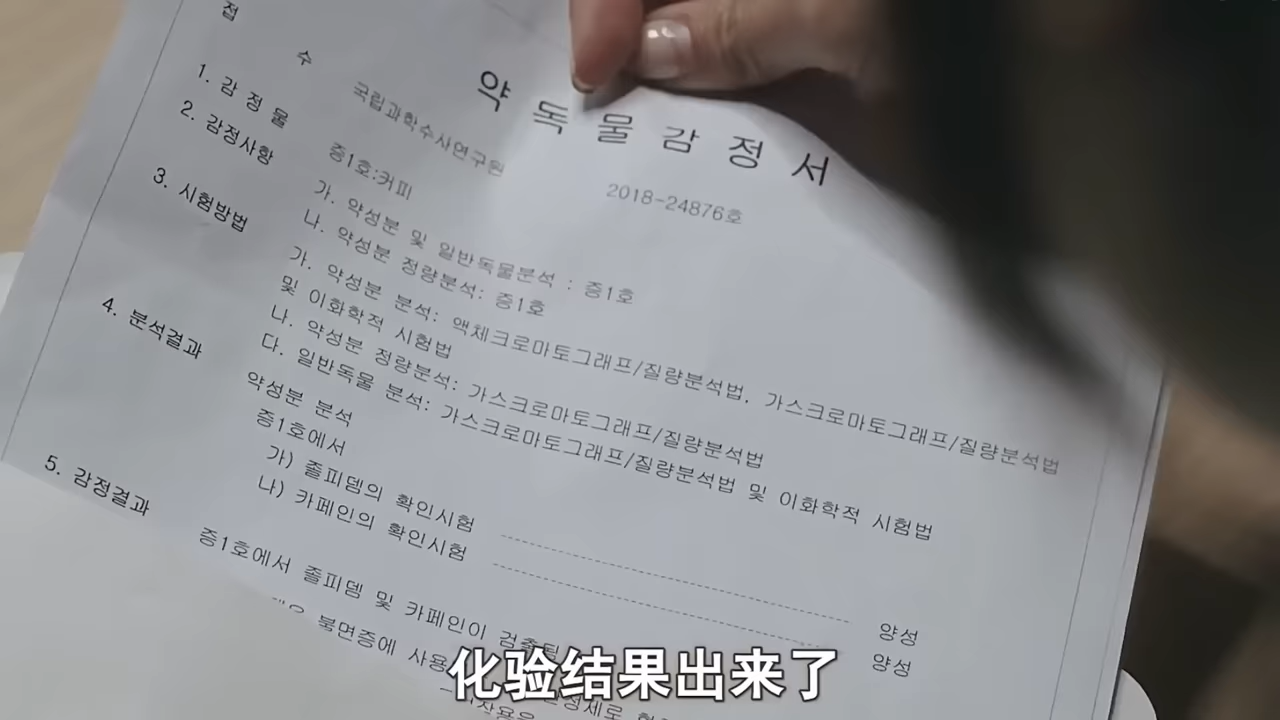 접
수
약독물감정서
국립과학수사연구원
2018-24876호
1. 감 정 물
증1호:커피
2. 감정사항
가. 약성분 및 일반독물분석 : 증1호
나. 약성분 정량분석: 증1호
3. 시험방법
가. 약성분 분석: 액체크로마토그래프/질량분석법, 가스크로마토그래프/질량분석법
및 이화학적 시험법
나. 약성분 정량분석: 가스크로마토그래프/질량분석법
다. 일반독물 분석: 가스크로마토그래프/질량분석법 및 이화학적 시험법
4. 분석결과
약성분 분석
증1호에서
가) 졸피뎀의 확인시험 양성
나) 카페인의 확인시험 양성
5. 감정결과
증1호에서 졸피뎀 및 카페인이 검출됨
불면증에 사용
化验结果出来了